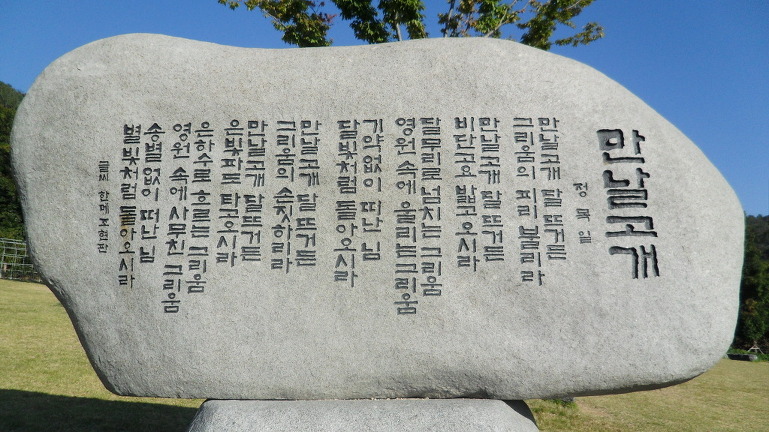 만날고개
정목일
만날고개 달뜨거든
그리움의 피리 불리라
만날고개 달뜨거든
비단고요 밟고 오시라
달무리로 넘치는 그리움
영원 속에 울리는 그리움
기약없이 떠난 님
달빛처럼 돌아오시라
만날고개 달뜨거든
그리움의 손짓하리라
만날고개 달뜨거든
은빛파도 타고오시라
은하수로 흐르는 그리움
영원 속에 사무친 그리움
송별 없이 떠난 님
별빛처럼 돌아오시라
글씨 한메 조현판